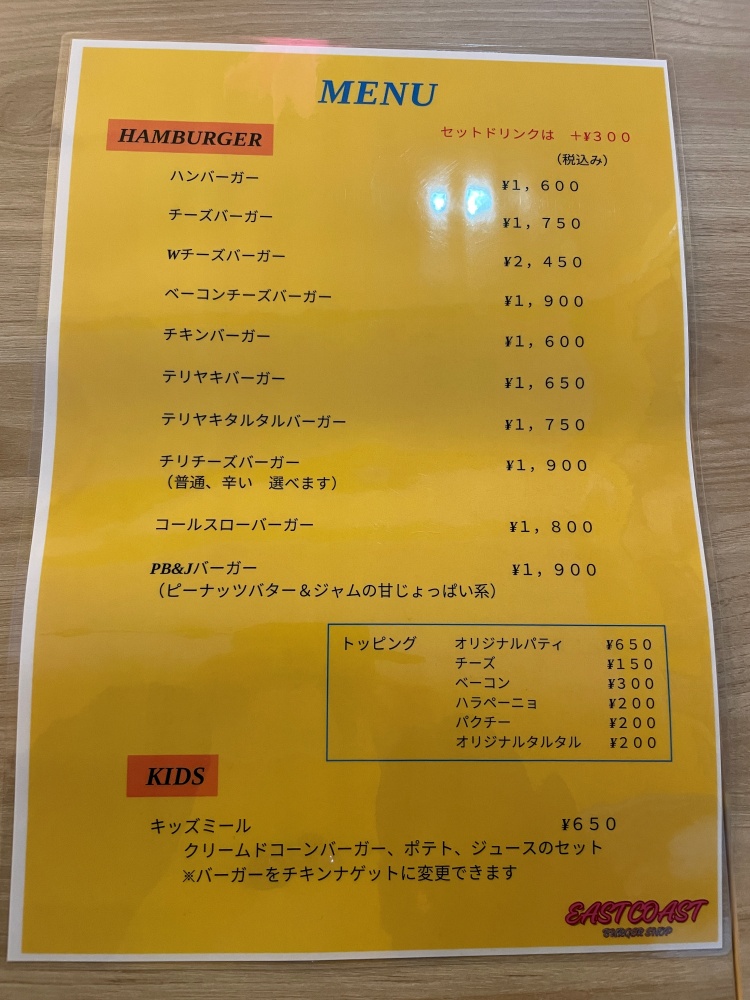 MENU
HAMBURGER
セットドリンクは　＋¥３００
（税込み）
ハンバーガー　¥１，６００
チーズバーガー　¥１，７５０
Wチーズバーガー　¥２，４５０
ベーコンチーズバーガー　¥１，９００
チキンバーガー　¥１，６００
テリヤキバーガー　¥１，６５０
テリヤキタルタルバーガー　¥１，７５０
チリチーズバーガー　¥１，９００
（普通、辛い　選べます）
コールスローバーガー　¥１，８００
PB&Jバーガー　¥１，９００
（ピーナッツバター＆ジャムの甘じょっぱい系）
トッピング　オリジナルパティ　¥６５０
チーズ　¥１５０
ベーコン　¥３００
ハラペーニョ　¥２００
パクチー　¥２００
オリジナルタルタル　¥２００
KIDS
キッズミール　¥６５０
クリームドコーンバーガー、ポテト、ジュースのセット
※バーガーをチキンナゲットに変更できます
EAST COAST
BURGER SHOP